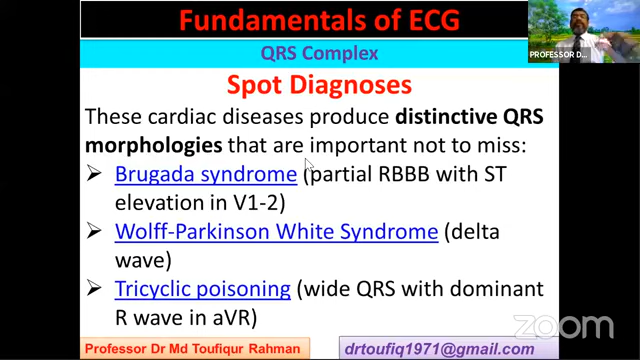 Fundamentals of ECG
QRS Complex
Spot Diagnoses
These cardiac diseases produce distinctive QRS
morphologies that are important not to miss:
➢ Brugada syndrome (partial RBBB with ST
elevation in V1-2)
➢ Wolff-Parkinson White Syndrome (delta
wave)
➢ Tricyclic poisoning (wide QRS with dominant
R wave in aVR)
Professor Dr Md Toufiqur Rahman
drtoufiq1971@gmail.com
PROFESSOR D...
zoom